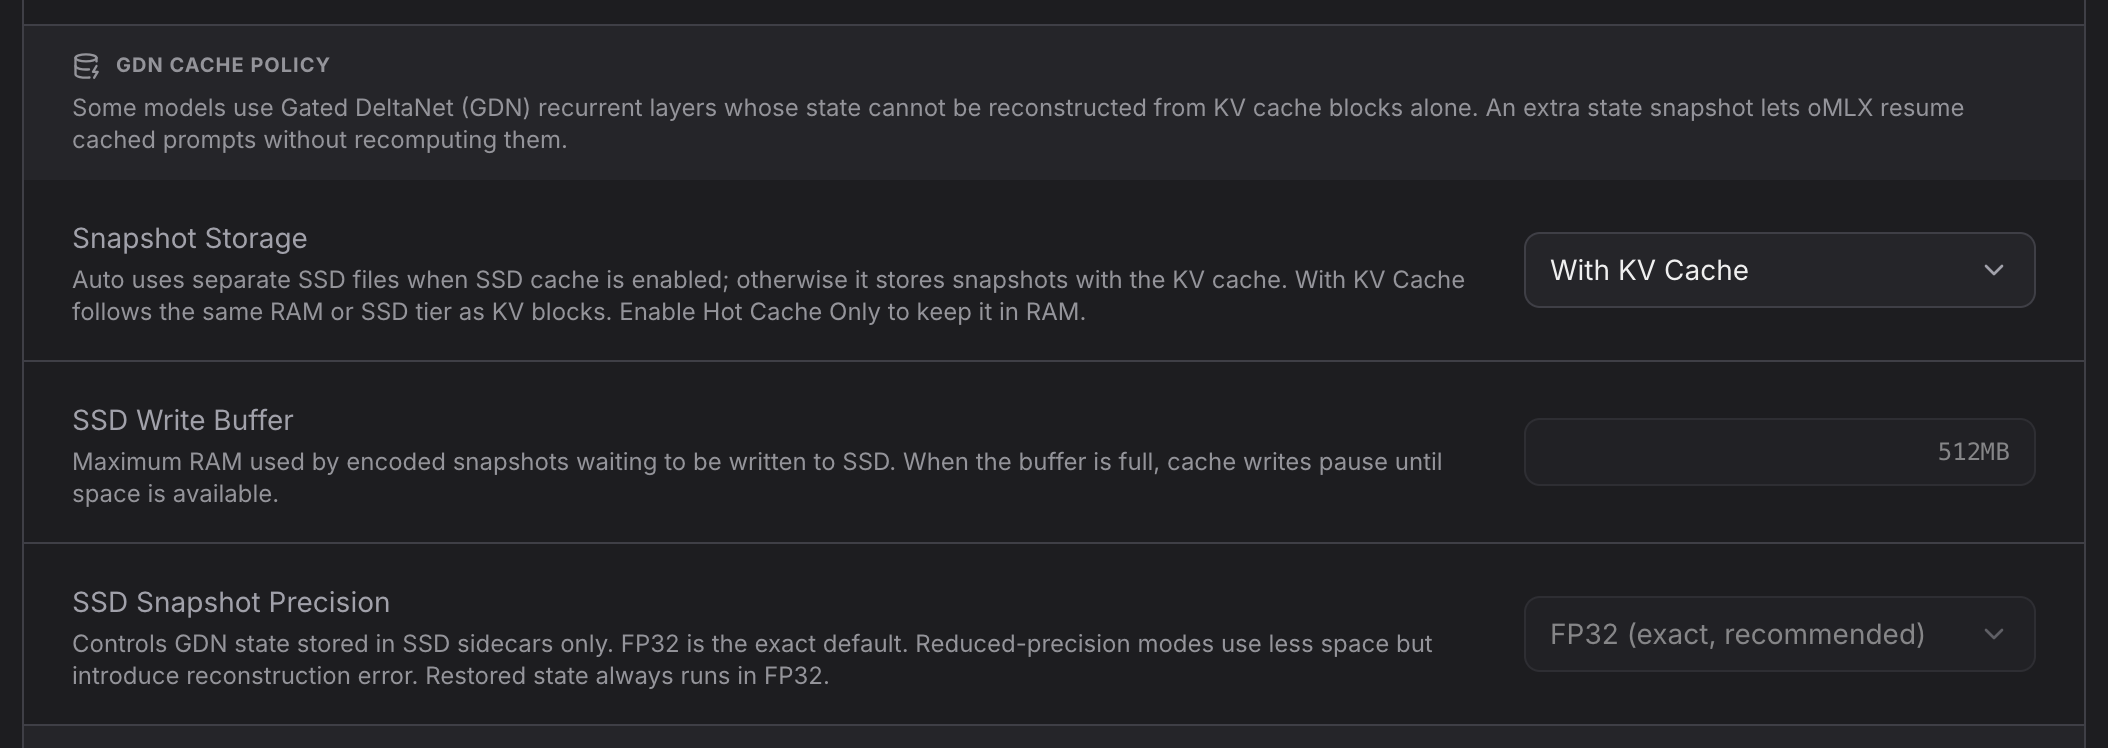 GDN CACHE POLICY
Some models use Gated DeltaNet (GDN) recurrent layers whose state cannot be reconstructed from KV cache blocks alone. An extra state snapshot lets oMLX resume
cached prompts without recomputing them.
Snapshot Storage
Auto uses separate SSD files when SSD cache is enabled; otherwise it stores snapshots with the KV cache. With KV Cache
follows the same RAM or SSD tier as KV blocks. Enable Hot Cache Only to keep it in RAM.
With KV Cache
SSD Write Buffer
Maximum RAM used by encoded snapshots waiting to be written to SSD. When the buffer is full, cache writes pause until
space is available.
512MB
SSD Snapshot Precision
Controls GDN state stored in SSD sidecars only. FP32 is the exact default. Reduced-precision modes use less space but
introduce reconstruction error. Restored state always runs in FP32.
FP32 (exact, recommended)